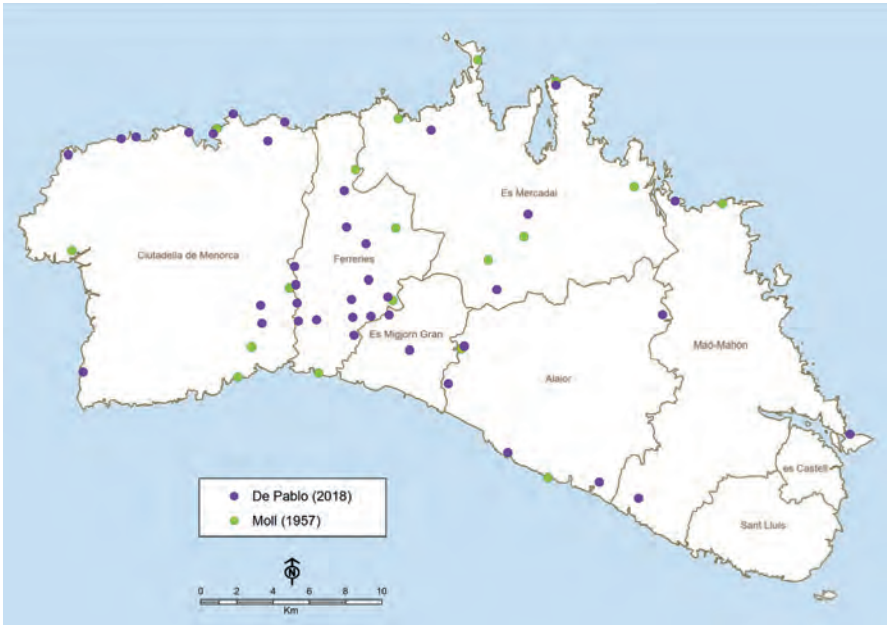 Es Mercadal
Ciutadella de Menorca
Ferreries
Es Migjorn Gran
Maó-Mahón
Alaior
es Castell
Sant Lluís
De Pablo (2018)
Moll (1957)
N
0 2 4 6 8 10
Km